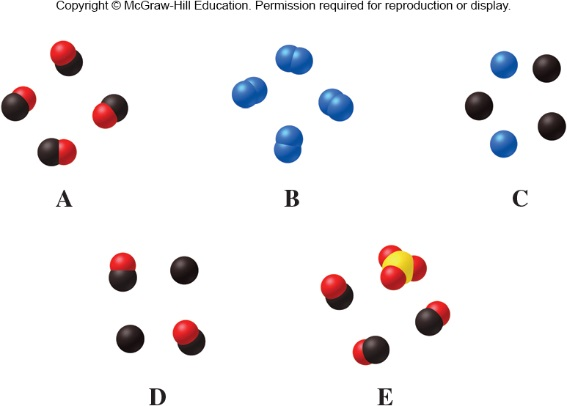 Copyright © McGraw-Hill Education. Permission required for reproduction or display.
A B C
D E